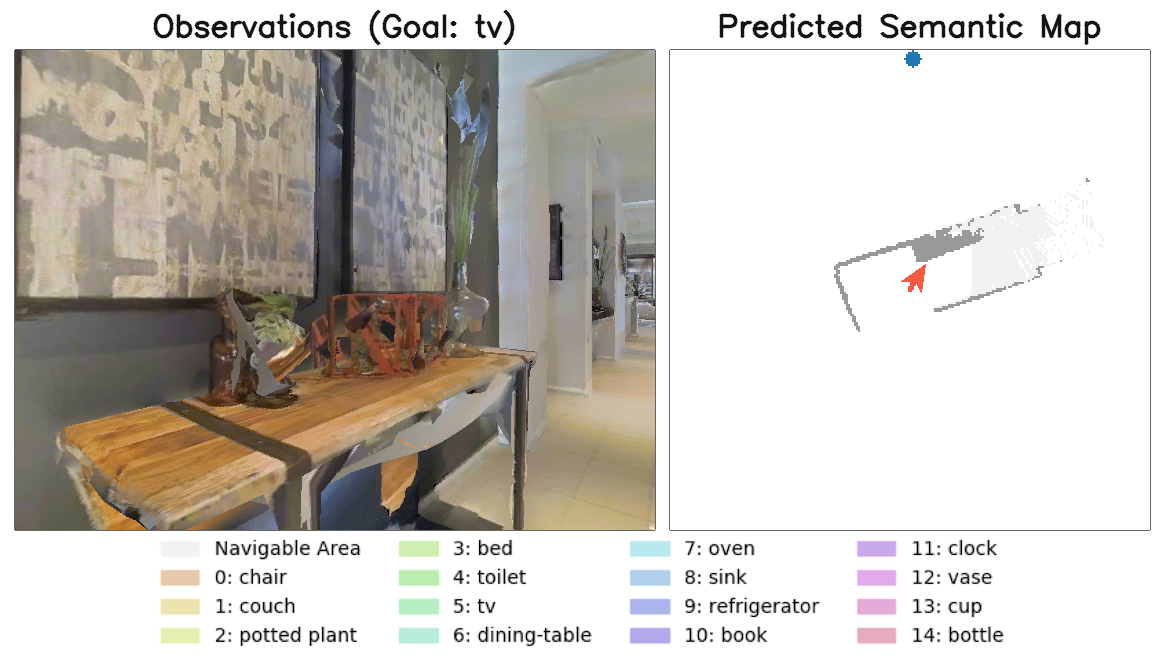 Observations (Goal: tv)
Predicted Semantic Map
Navigable Area
0: chair
1: couch
2: potted plant
3: bed
4: toilet
5: tv
6: dining-table
7: oven
8: sink
9: refrigerator
10: book
11: clock
12: vase
13: cup
14: bottle